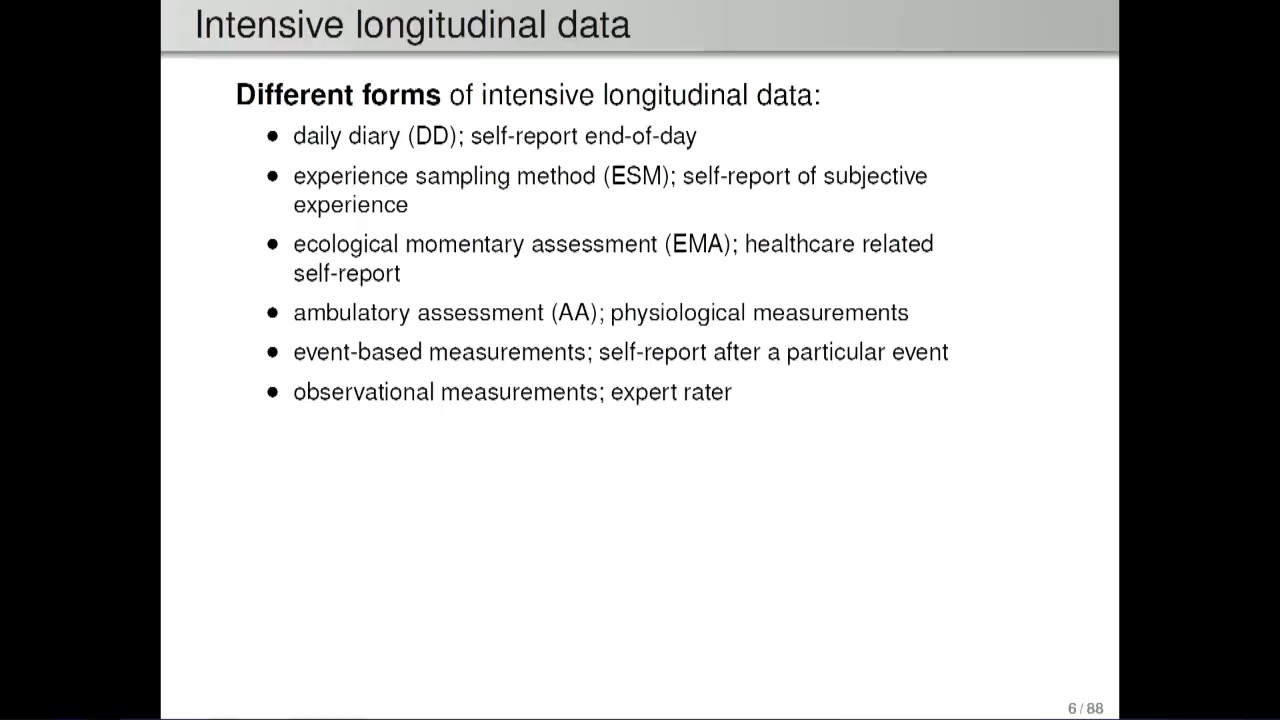 Intensive longitudinal data
Different forms of intensive longitudinal data:
• daily diary (DD); self-report end-of-day
• experience sampling method (ESM); self-report of subjective
experience
• ecological momentary assessment (EMA); healthcare related
self-report
• ambulatory assessment (AA); physiological measurements
• event-based measurements; self-report after a particular event
• observational measurements; expert rater
6 / 88